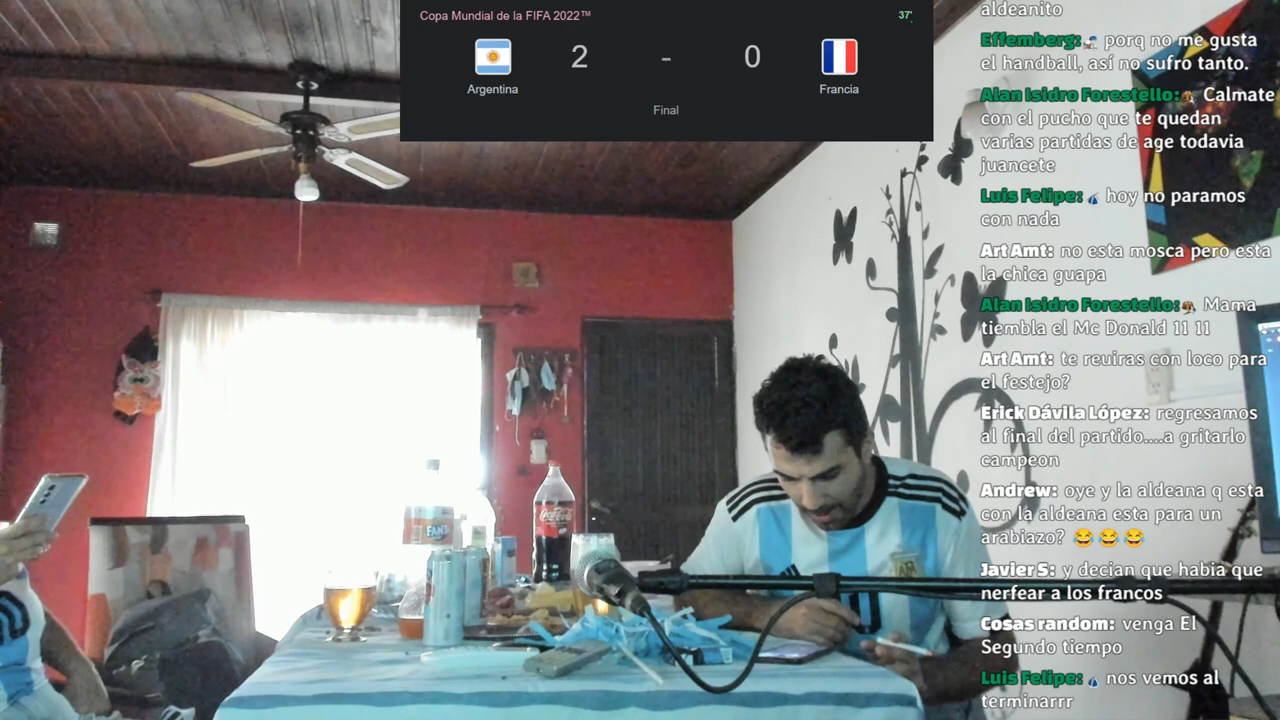 Copa Mundial de la FIFA 2022™
37'
2 - 0
Argentina
Francia
Final
aldeanito
Effemberg: porq no me gusta
el handball, así no sufro tanto.
Alan Isidro Forestello: Calmate
con el pucho que te quedan
varias partidas de age todavia
juancete
Luis Felipe: hoy no paramos
con nada
Art Amt: no esta mosca pero esta
la chica guapa
Alan Isidro Forestello: Mama
tiembla el Mc Donald 11 11
Art Amt: te reuiras con loco para
el festejo?
Erick Dávila López: regresamos
al final del partido....a gritarlo
campeon
Andrew: oye y la aldeana q esta
con la aldeana esta para un
arabiazo? 😂😂😂
Javier S: y decian que habia que
nerfear a los francos
Cosas random: venga El
Segundo tiempo
Luis Felipe: nos vemos al
terminarrr
FANTA
Coca-Cola